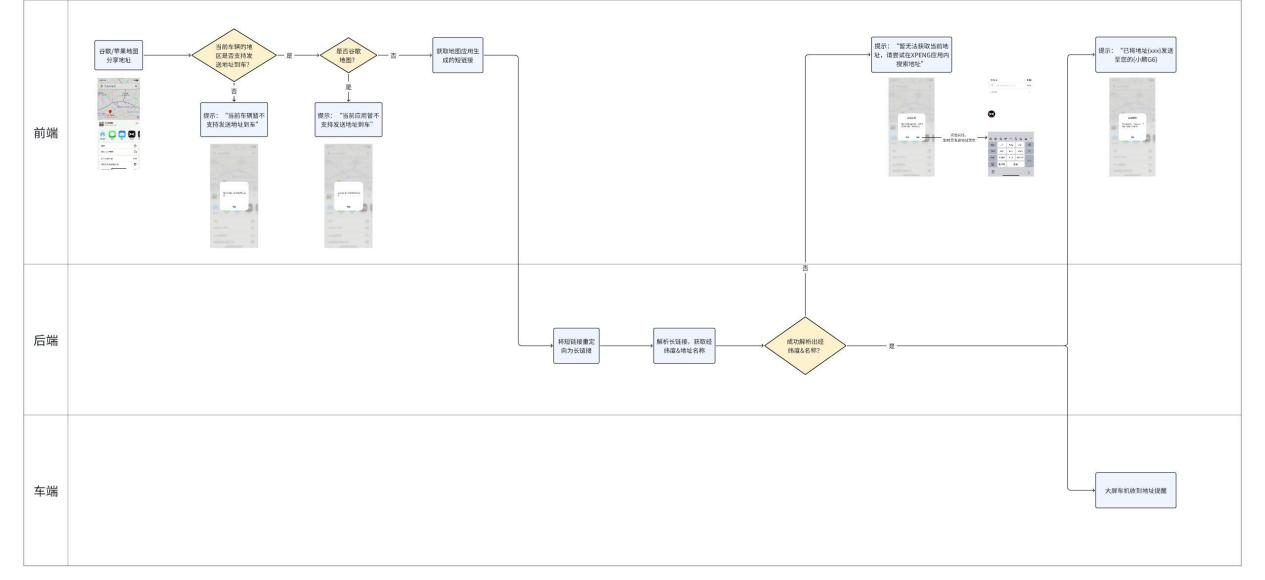 前端
谷歌/苹果地图
分享地址
当前车辆的地
区是否支持发
送地址到车?
是
否
提示：“当前车辆暂不
支持发送地址到车”
是否谷歌
地图?
否
是
提示：“当前应用暂不
支持发送地址到车”
获取地图应用生
成的短链接
提示：“暂无法获取当前地
址，请尝试在XPENG应用内
搜索地址”
提示：“已将地址(xxx)发送
至您的(小鹏G6)
否
后端
将短链接重定
向为长链接
解析长链接，获取经
纬度&地址名称
成功解析出经
纬度&名称?
是
车端
大屏车机收到地址提醒